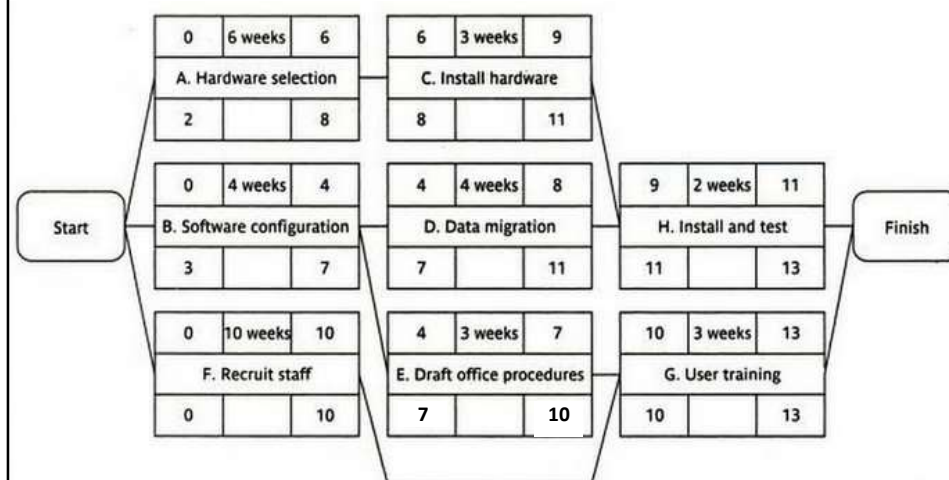 0 6 weeks 6
A. Hardware selection
2 8
6 3 weeks 9
C. Install hardware
8 11
Start
0 4 weeks 4
B. Software configuration
3 7
4 4 weeks 8
D. Data migration
7 11
9 2 weeks 11
H. Install and test
11 13
Finish
0 10 weeks 10
F. Recruit staff
0 10
4 3 weeks 7
E. Draft office procedures
7 10
10 3 weeks 13
G. User training
10 13